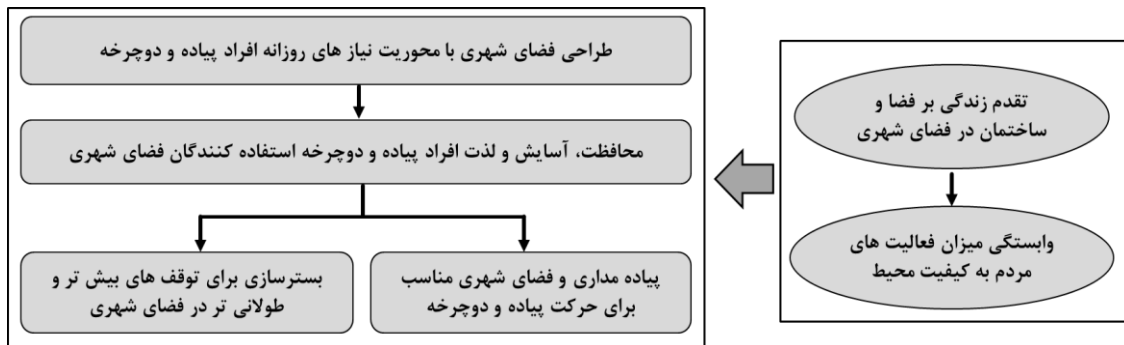 تقدم زندگی بر فضا و
ساختمان در فضای شهری
وابستگی میزان فعالیت های
مردم به کیفیت محیط
طراحی فضای شهری با محوریت نیاز های روزانه افراد پیاده و دوچرخه
محافظت، آسایش و لذت افراد پیاده و دوچرخه استفاده کنندگان فضای شهری
پیاده مداری و فضای شهری مناسب
برای حرکت پیاده و دوچرخه
بسترسازی برای توقف های بیش تر و
طولانی تر در فضای شهری